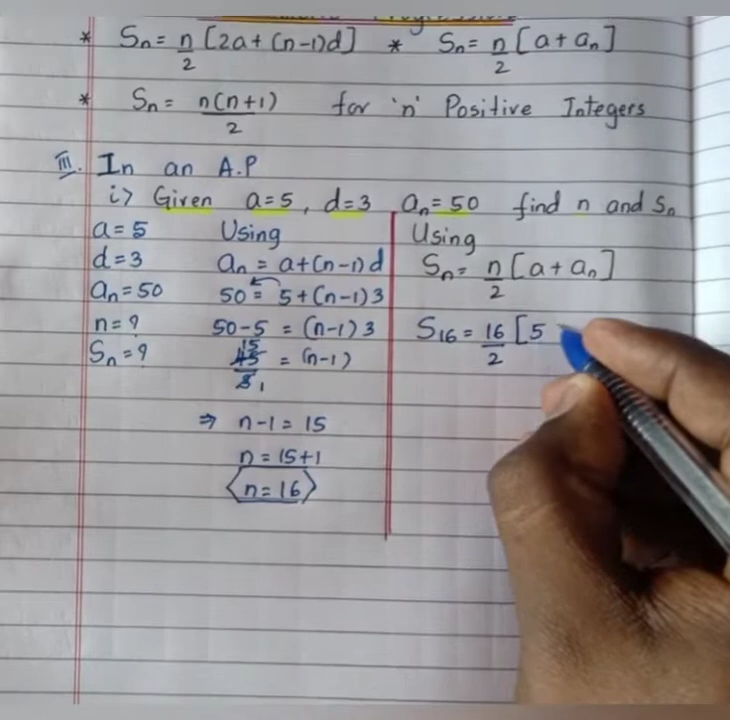 * Sn = n/2 [2a + (n-1)d] * Sn = n/2 [a + an]
* Sn = n(n+1)/2 for 'n' Positive Integers
III. In an A.P
i) Given a=5, d=3 an=50 find n and Sn
a=5
d=3
an=50
n=?
Sn=?
Using
an = a+(n-1)d
50 = 5+(n-1)3
50-5 = (n-1)3
15
45/3 = (n-1)
1
⇒ n-1 = 15
n = 15+1
n=16
Using
Sn = n/2 [a + an]
S16 = 16/2 [5